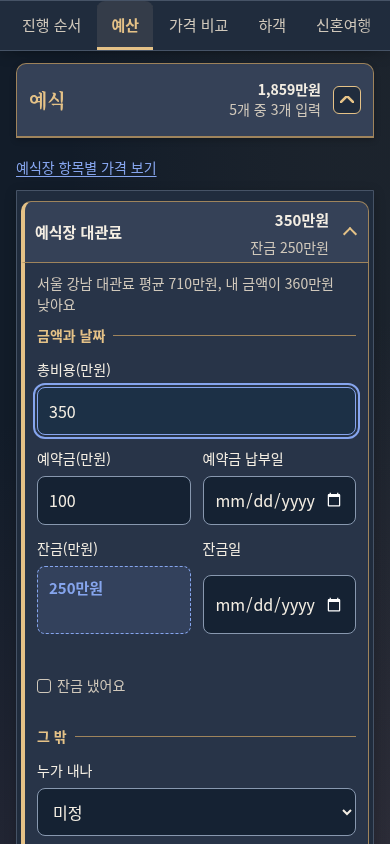 진행 순서 예산 가격 비교 하객 신혼여행
예식
1,859만원
5개 중 3개 입력
예식장 항목별 가격 보기
예식장 대관료
350만원
잔금 250만원
서울 강남 대관료 평균 710만원, 내 금액이 360만원
낮아요
금액과 날짜
총비용(만원)
350
예약금(만원) 예약금 납부일
100 mm/dd/yyyy
잔금(만원) 잔금일
250만원 mm/dd/yyyy
잔금 냈어요
그 밖
누가 내나
미정